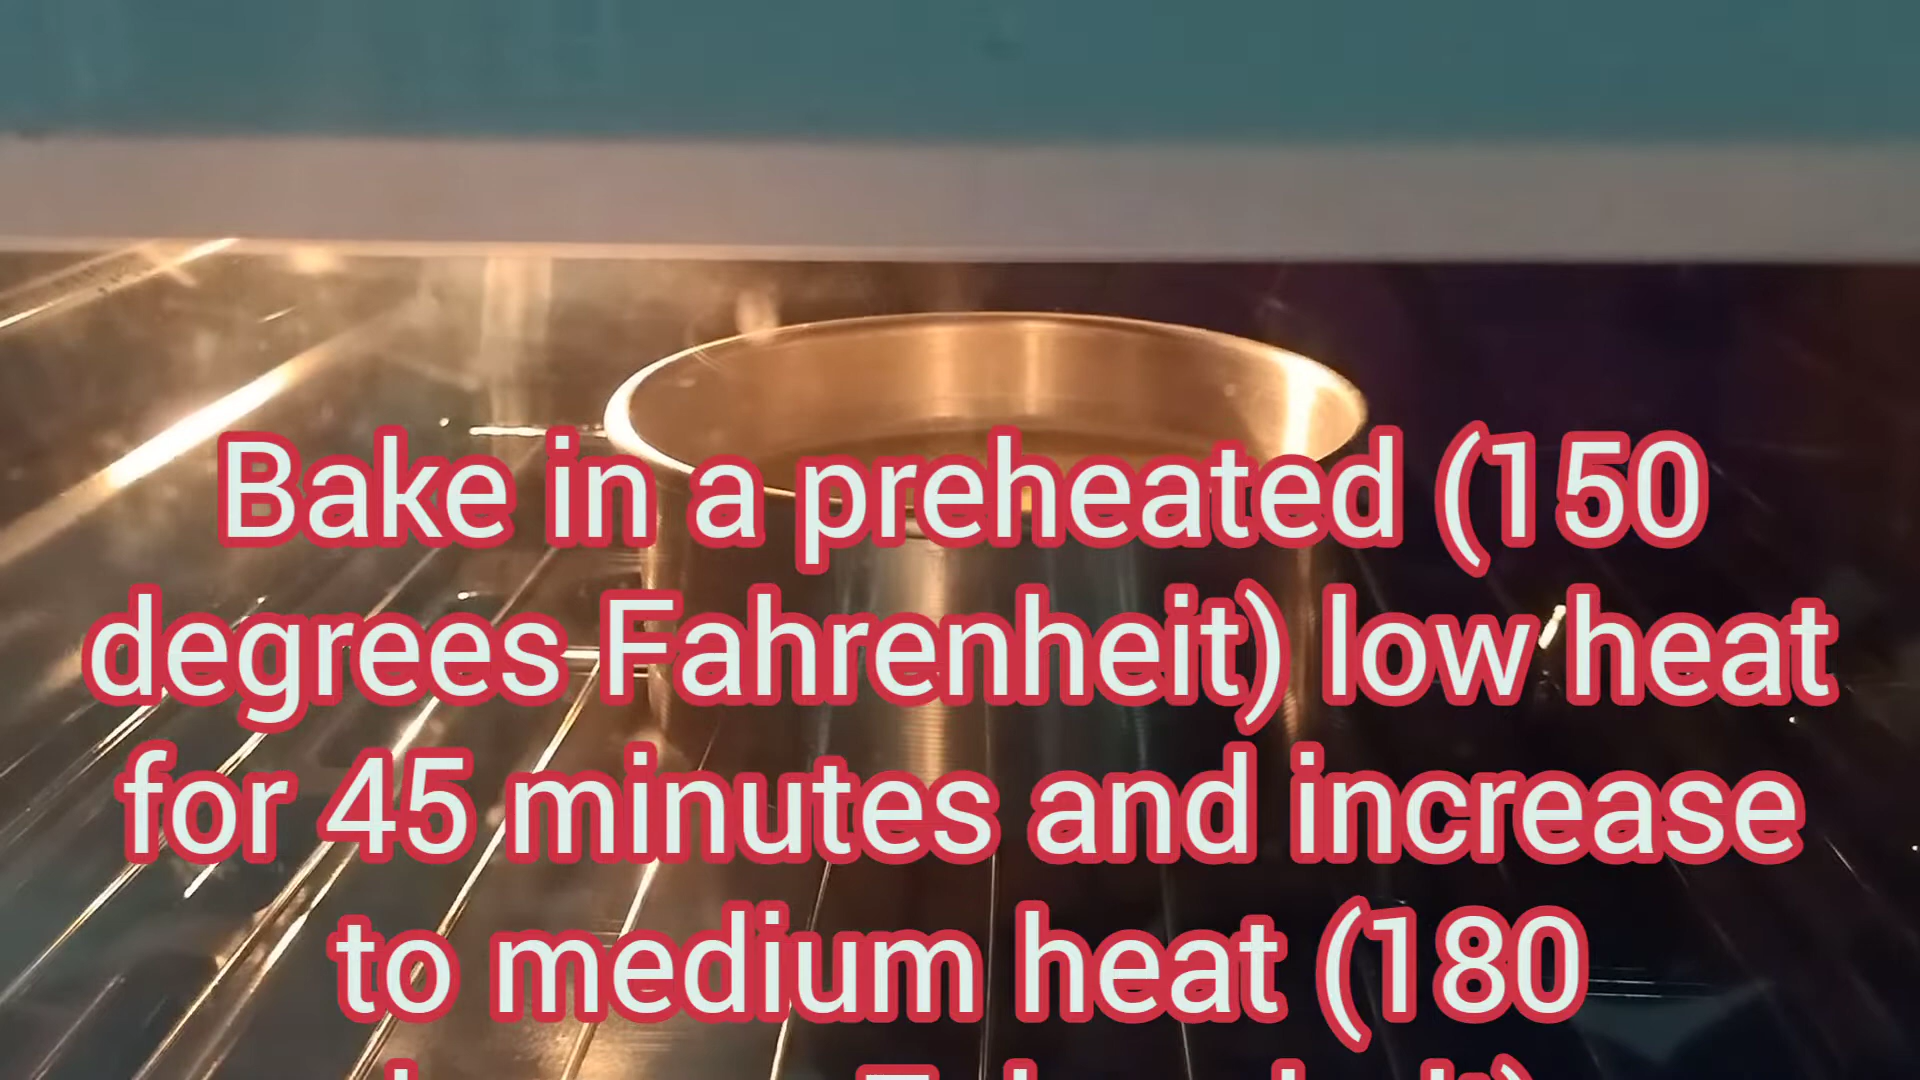 Bake in a preheated (150
degrees Fahrenheit) low heat
for 45 minutes and increase
to medium heat (180